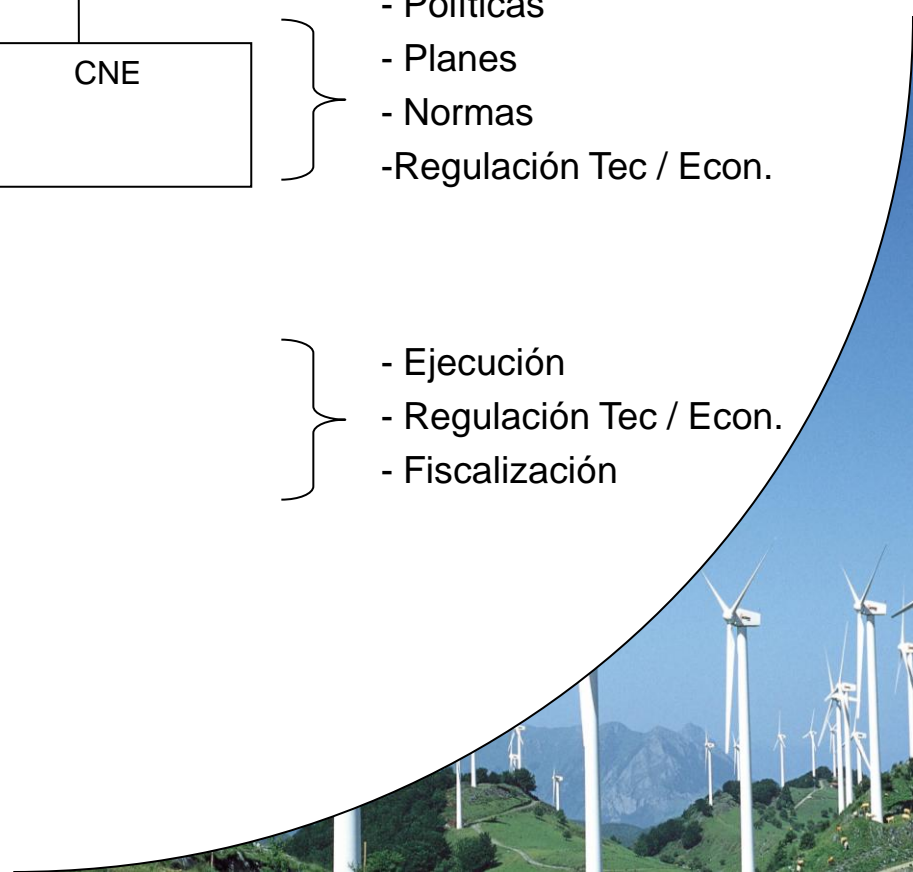 - Políticas
CNE
- Planes
- Normas
-Regulación Tec / Econ.
- Ejecución
- Regulación Tec / Econ.
- Fiscalización